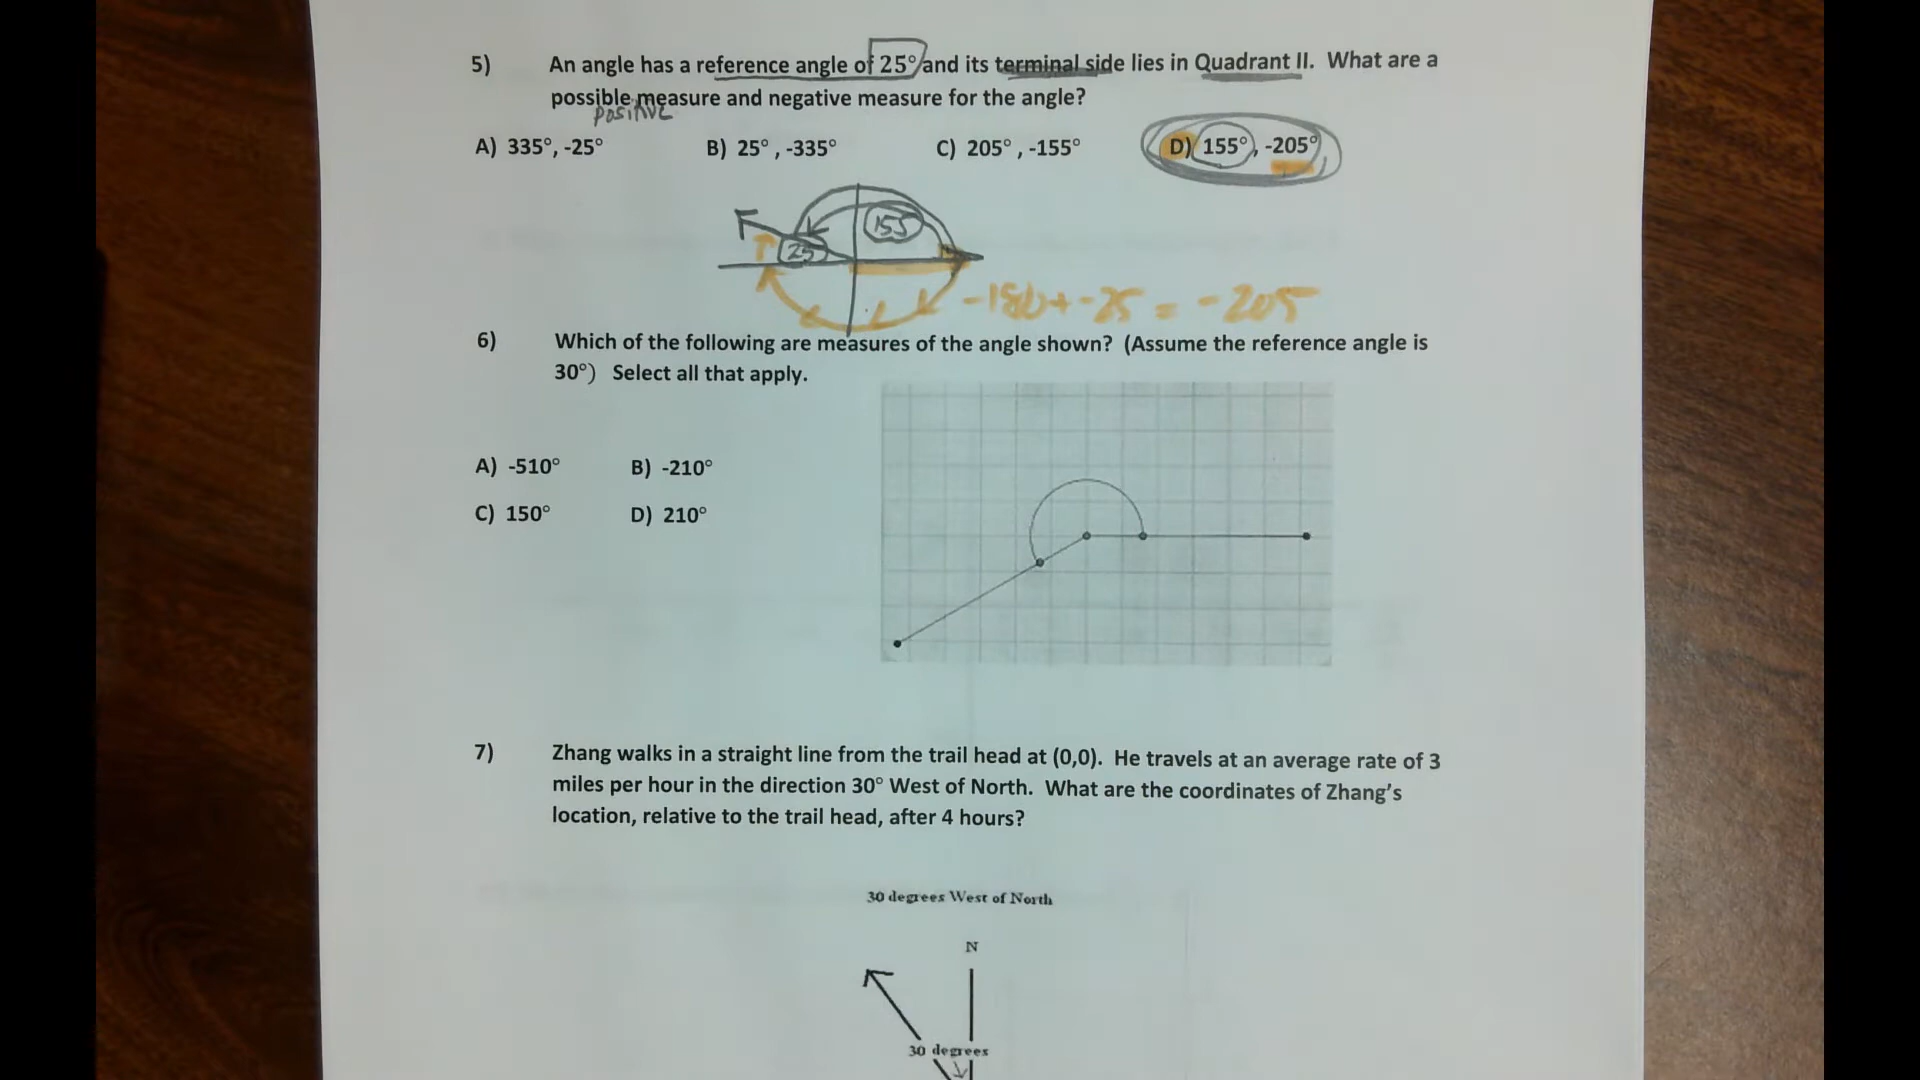 5) An angle has a reference angle of 25° and its terminal side lies in Quadrant II. What are a
possible measure and negative measure for the angle?
positive
A) 335°, -25° B) 25° , -335° C) 205° , -155° D) 155° , -205°
155
25
-180+-25 = -205
6) Which of the following are measures of the angle shown? (Assume the reference angle is
30°) Select all that apply.
A) -510° B) -210°
C) 150° D) 210°
7) Zhang walks in a straight line from the trail head at (0,0). He travels at an average rate of 3
miles per hour in the direction 30° West of North. What are the coordinates of Zhang's
location, relative to the trail head, after 4 hours?
30 degrees West of North
N
30 degrees